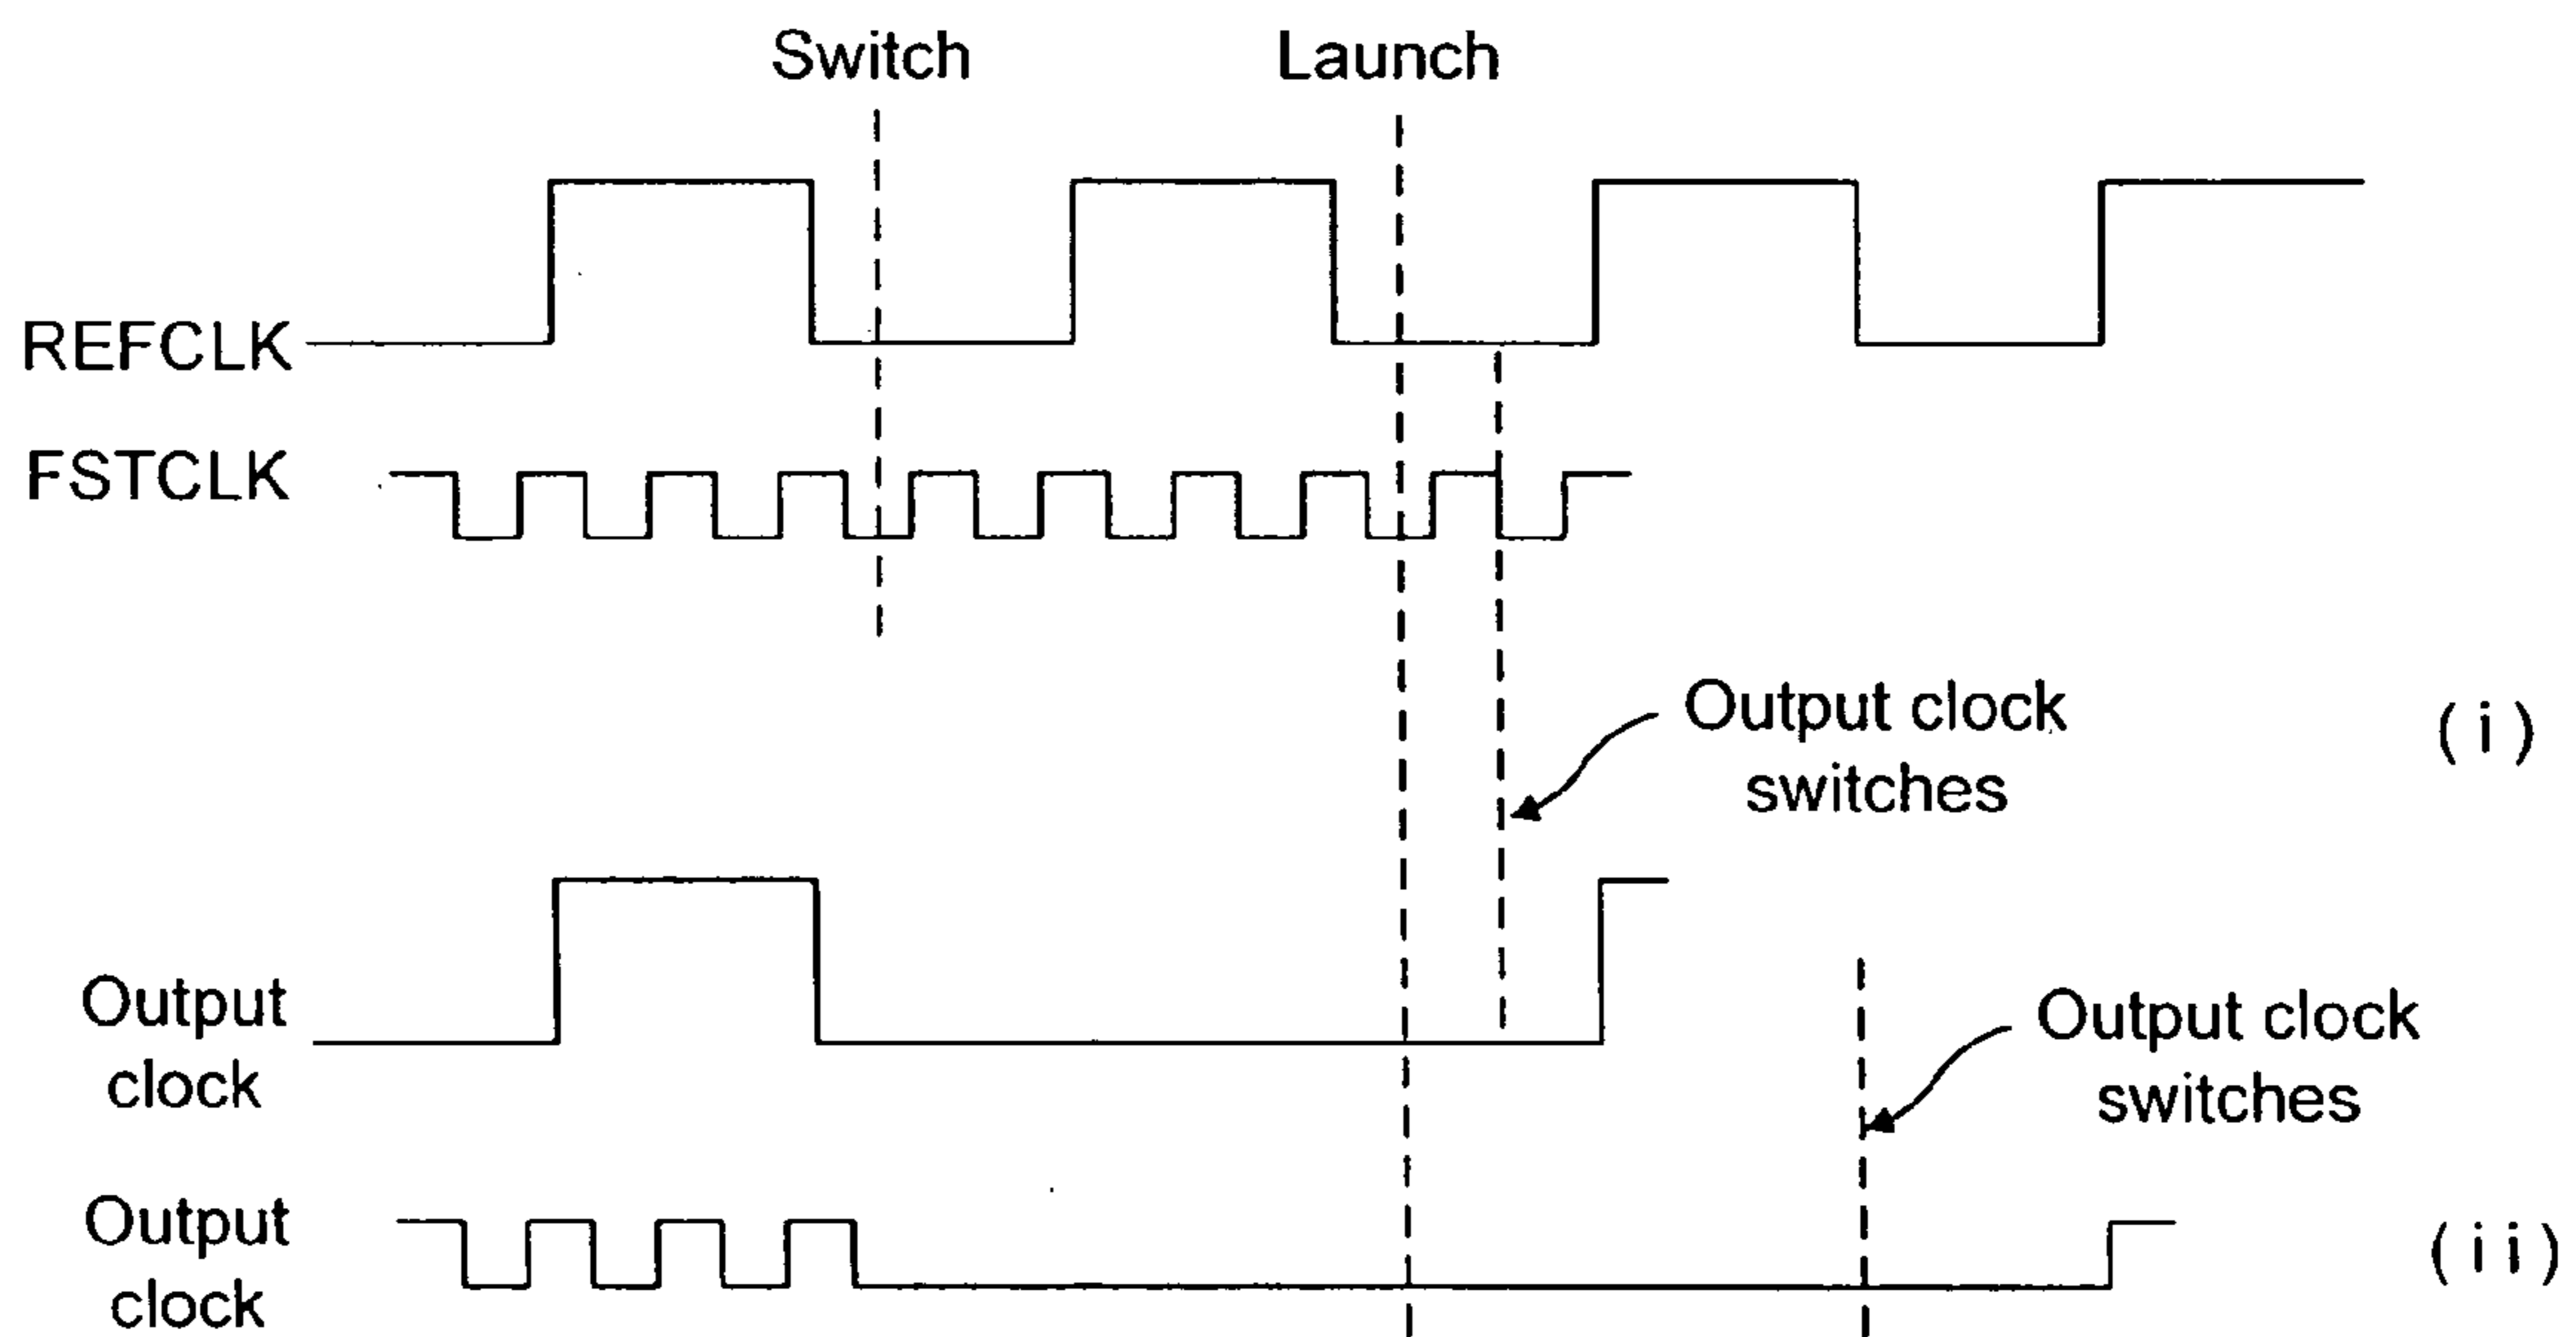 Switch
Launch
REFCLK
FSTCLK
Output clock
switches
( i )
Output
clock
Output clock
switches
Output
clock
( i i )